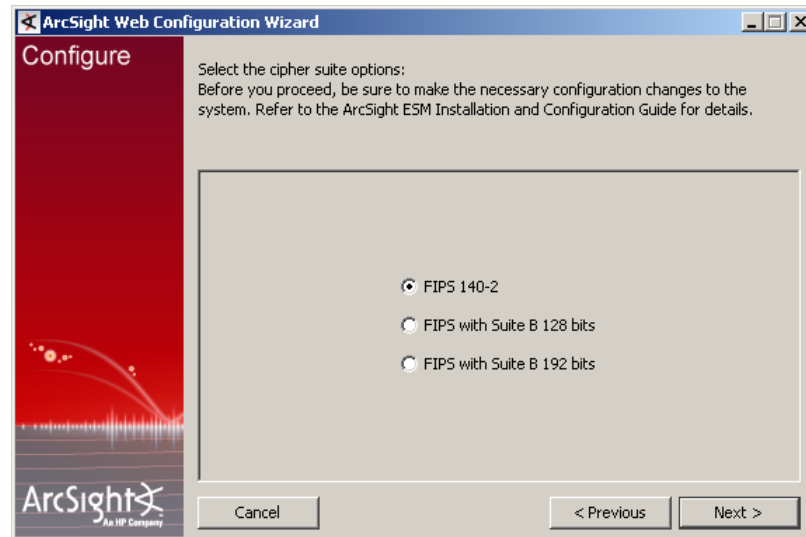 ArcSight Web Configuration Wizard
Configure
Select the cipher suite options:
Before you proceed, be sure to make the necessary configuration changes to the
system. Refer to the ArcSight ESM Installation and Configuration Guide for details.
FIPS 140-2
FIPS with Suite B 128 bits
FIPS with Suite B 192 bits
ArcSight
An HP Company
Cancel
< Previous
Next >